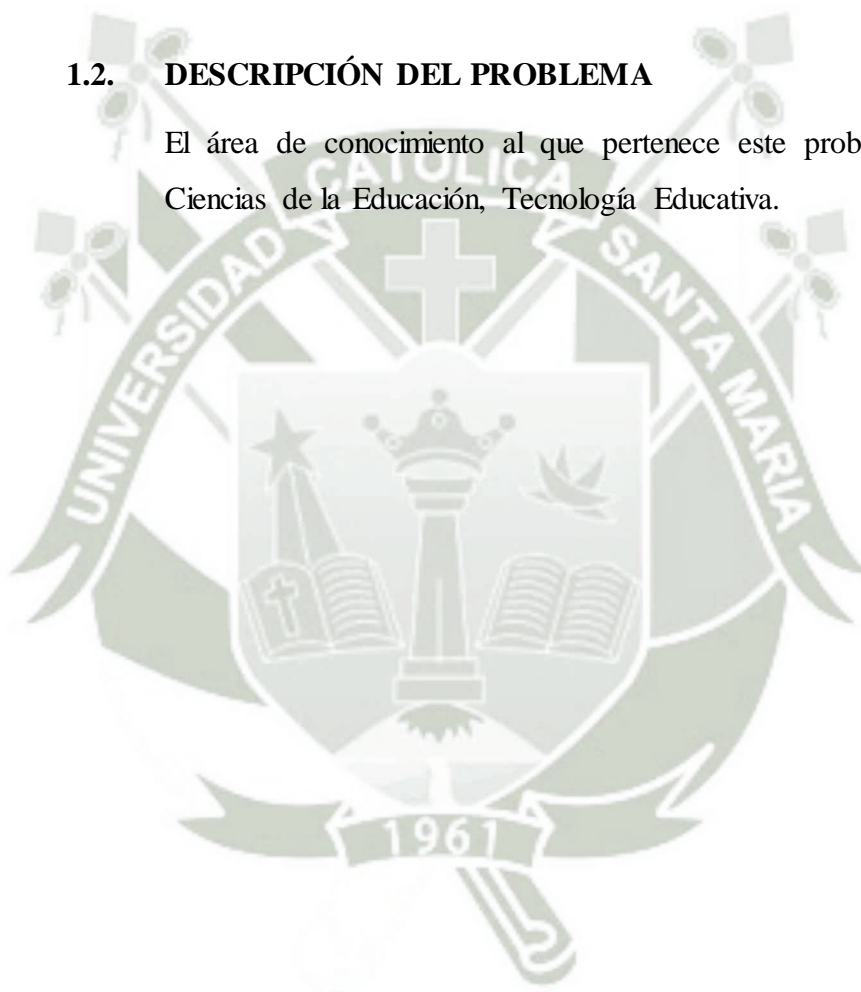 1.2. DESCRIPCIÓN DEL PROBLEMA
El área de conocimiento al que pertenece este
Ciencias de la Educación, Tecnología Educativa.
UNIVERSIDAD CATOLICA SANTA MARIA
1961